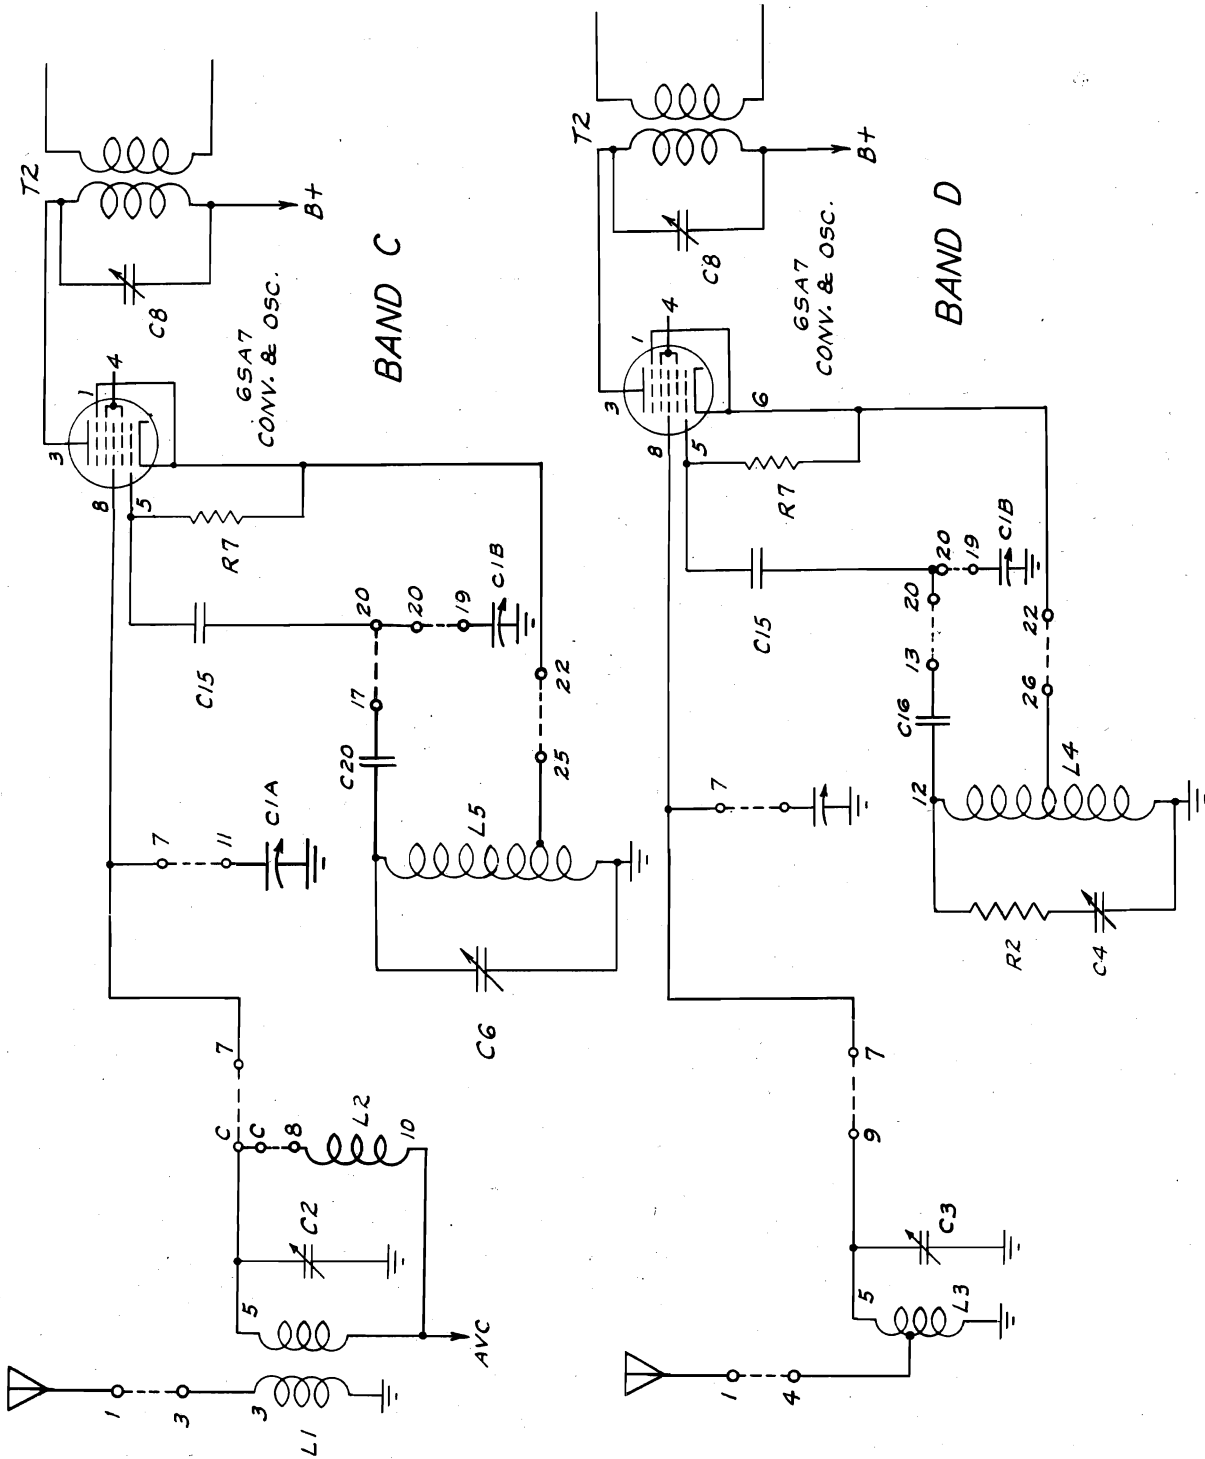 T2
B+
C8
6SA7
CONV. & OSC.
BAND C
3
1
4
8
5
R7
C15
20
20
19
C1B
17
C20
22
25
L5
7
11
C1A
C6
7
C
C
8
L2
10
C2
5
AVC
1
3
3
L1
T2
B+
C8
6SA7
CONV. & OSC.
BAND D
3
1
4
8
5
6
R7
C15
20
20
19
C1B
13
C16
12
22
26
L4
7
R2
C4
7
9
C3
5
L3
1
4